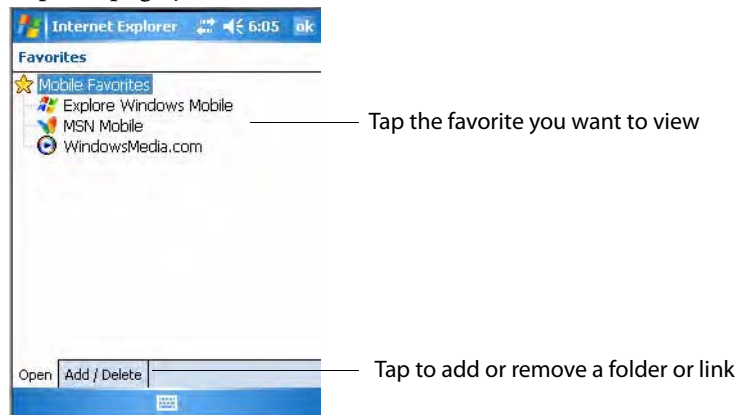 Internet Explorer 6:05 ok
Favorites
Mobile Favorites
Explore Windows Mobile
MSN Mobile
WindowsMedia.com
Tap the favorite you want to view
Open Add / Delete
Tap to add or remove a folder or link